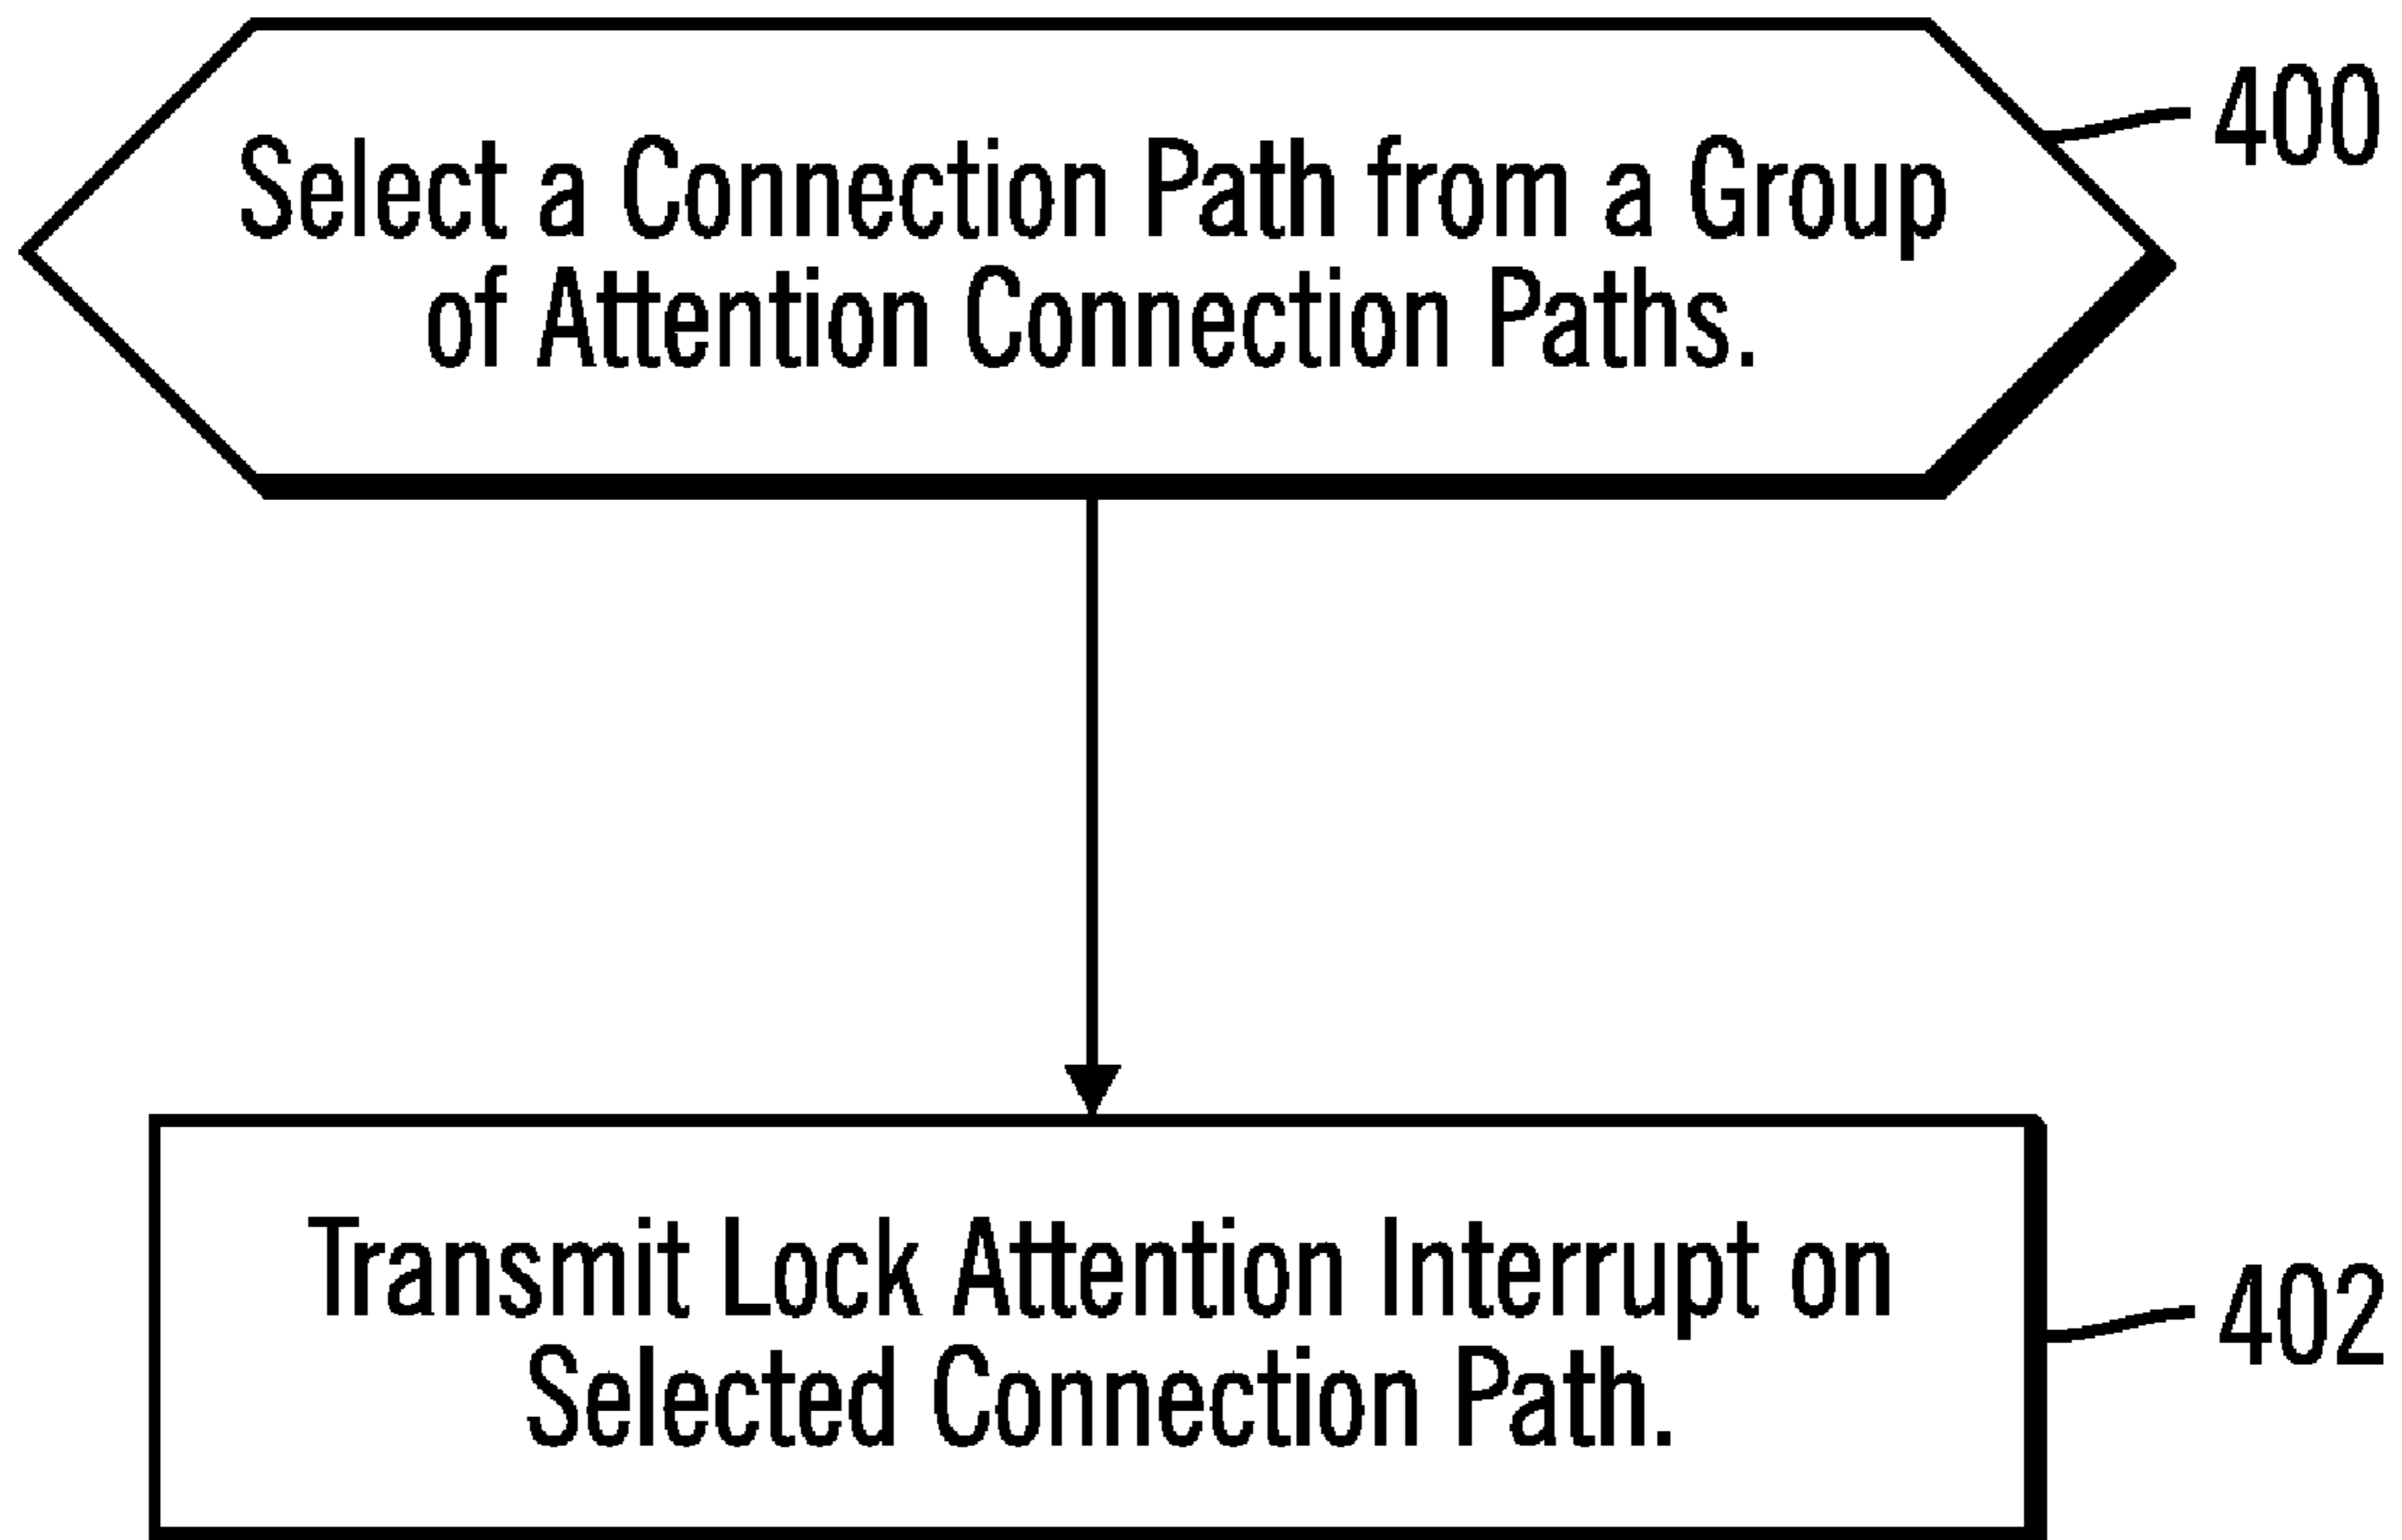 400
Select a Connection Path from a Group
of Attention Connection Paths.
Transmit Lock Attention Interrupt on
Selected Connection Path.
402